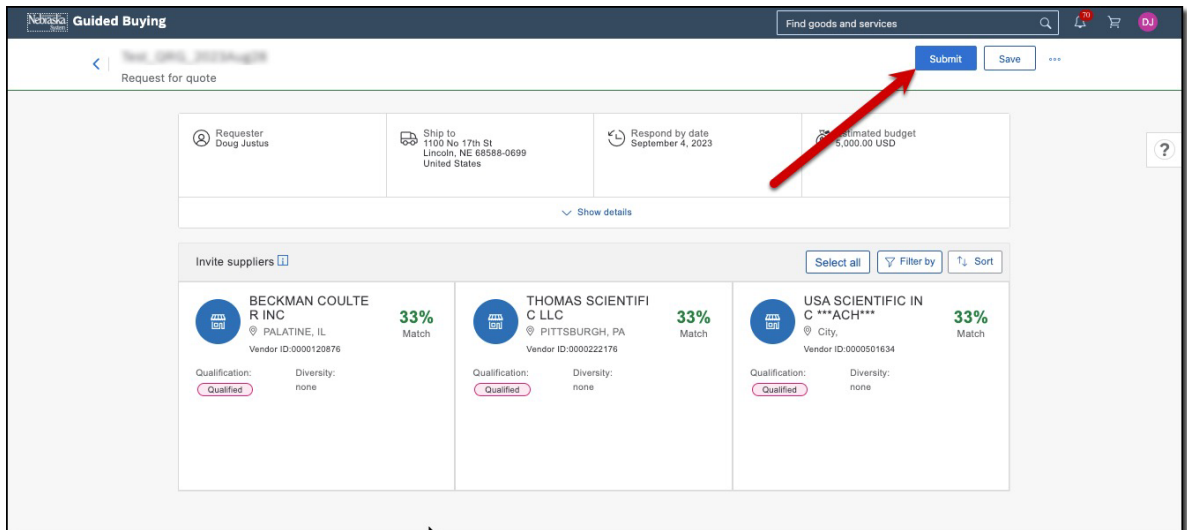 Nebraska
System
Guided Buying
Find goods and services
70
DJ
Request for quote
Submit
Save
Requester
Doug Justus
Ship to
1100 No 17th St
Lincoln, NE 68588-0699
United States
Respond by date
September 4, 2023
Estimated budget
5,000.00 USD
?
Show details
Invite suppliers
Select all
Filter by
Sort
BECKMAN COULTE
R INC
PALATINE, IL
Vendor ID:0000120876
33%
Match
Qualification:
Diversity:
Qualified
none
THOMAS SCIENTIFI
C LLC
PITTSBURGH, PA
Vendor ID:0000222176
33%
Match
Qualification:
Diversity:
Qualified
none
USA SCIENTIFIC IN
C ***ACH***
City,
Vendor ID:0000501634
33%
Match
Qualification:
Diversity:
Qualified
none